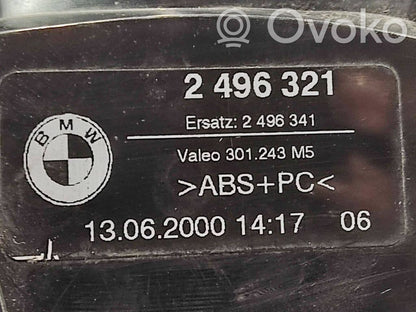 Ovoko
2 496 321
Ersatz: 2 496 341
BMW
Valeo 301.243 M5
>ABS+PC<
13.06.2000 14:17 06